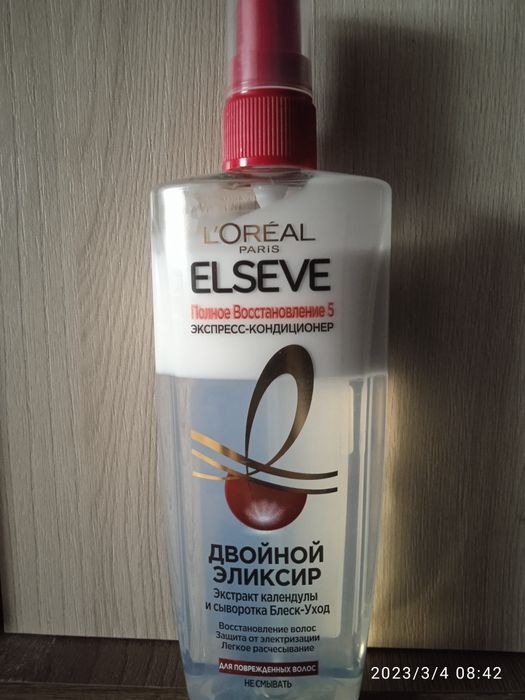 L'ORÉAL
PARIS
ELSEVE
Полное Восстановление 5
ЭКСПРЕСС-КОНДИЦИОНЕР
ДВОЙНОЙ
ЭЛИКСИР
Экстракт календулы
и сыворотка Блеск-Уход
Восстановление волос
Защита от электризации
Легкое расчесывание
ДЛЯ ПОВРЕЖДЕННЫХ ВОЛОС
НЕ СМЫВАТЬ
2023/3/4 08:42